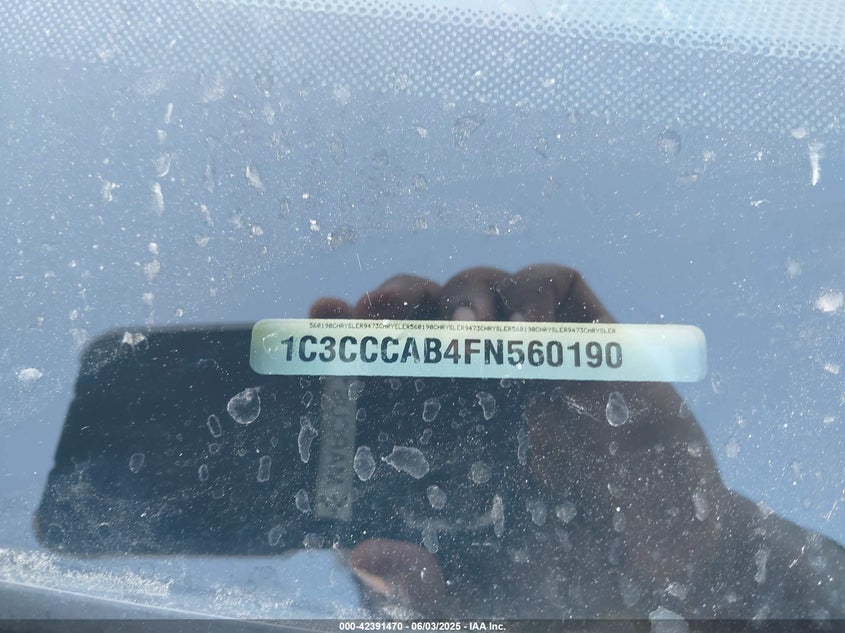 560190CHRYSLER9473CHRYSLER560190CHRYSLER9473CHRYSLER560190CHRYSLER9473CHRYSLER
1C3CCCAB4FN560190
000-42391470 - 06/03/2025 - IAA Inc.